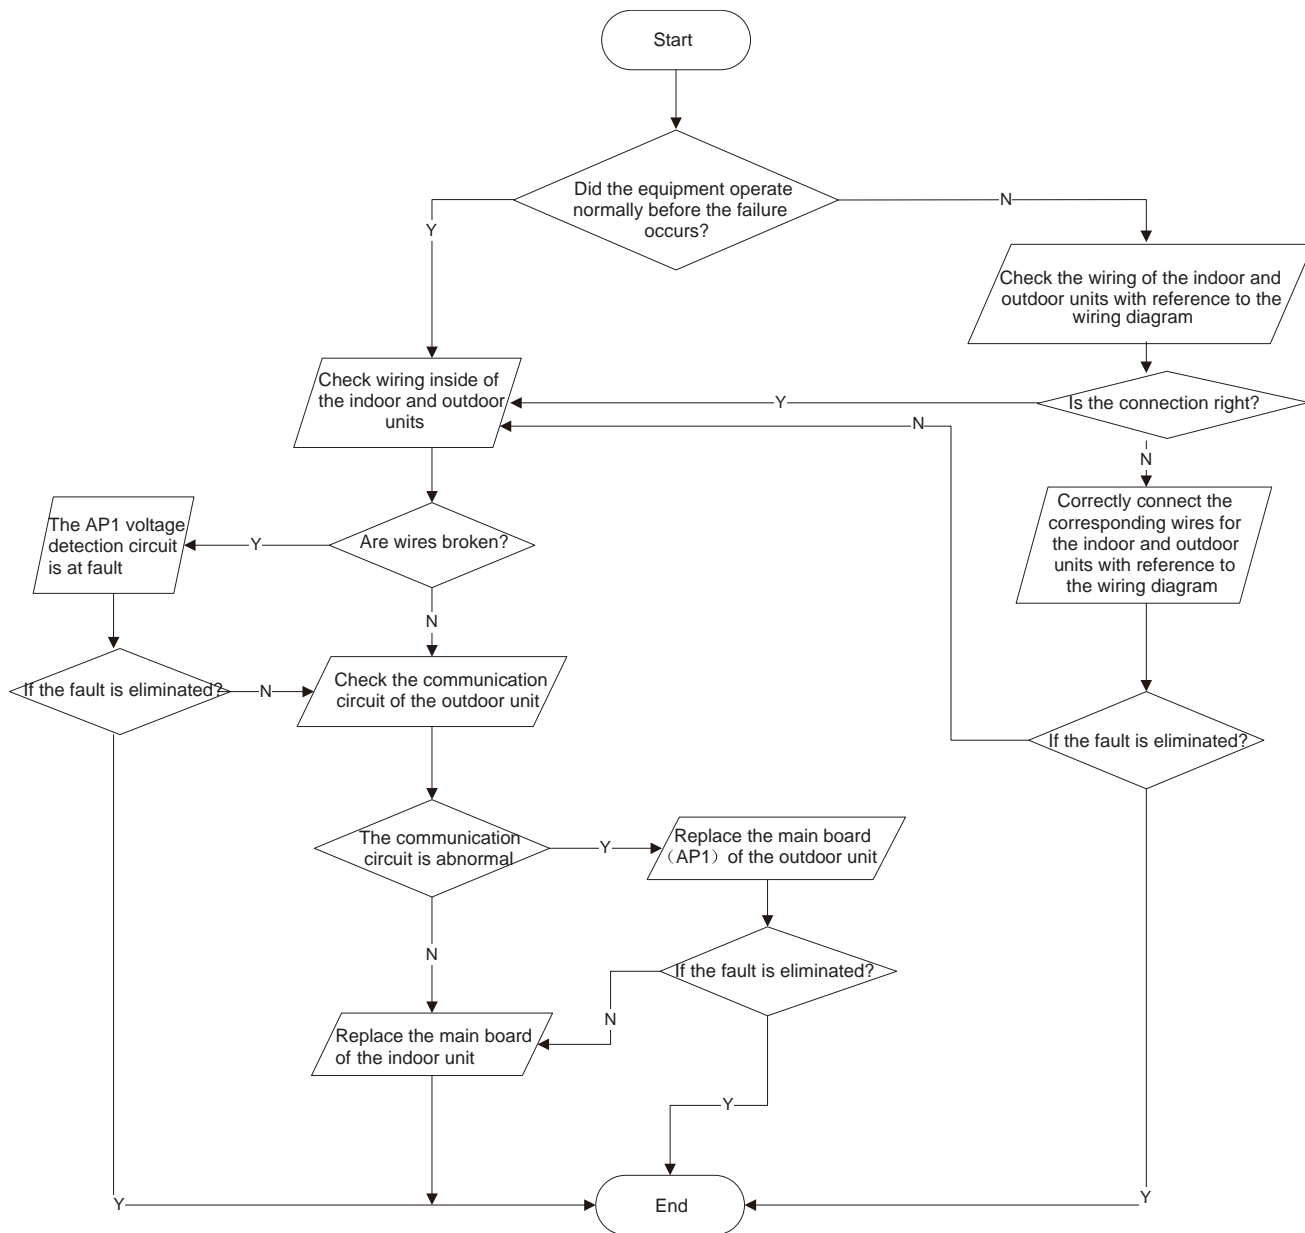 Start
Did the equipment operate
normally before the failure
occurs?
N
Y
Check the wiring of the indoor and
outdoor units with reference to the
wiring diagram
Check wiring inside of
the indoor and outdoor
units
Y
Is the connection right?
N
N
Correctly connect the
corresponding wires for
the indoor and outdoor
units with reference to
the wiring diagram
The AP1 voltage
detection circuit
is at fault
Y
Are wires broken?
N
If the fault is eliminated?
N
Check the communication
circuit of the outdoor unit
If the fault is eliminated?
The communication
circuit is abnormal
Y
Replace the main board
（AP1）of the outdoor unit
N
If the fault is eliminated?
N
Replace the main board
of the indoor unit
Y
Y
End
Y